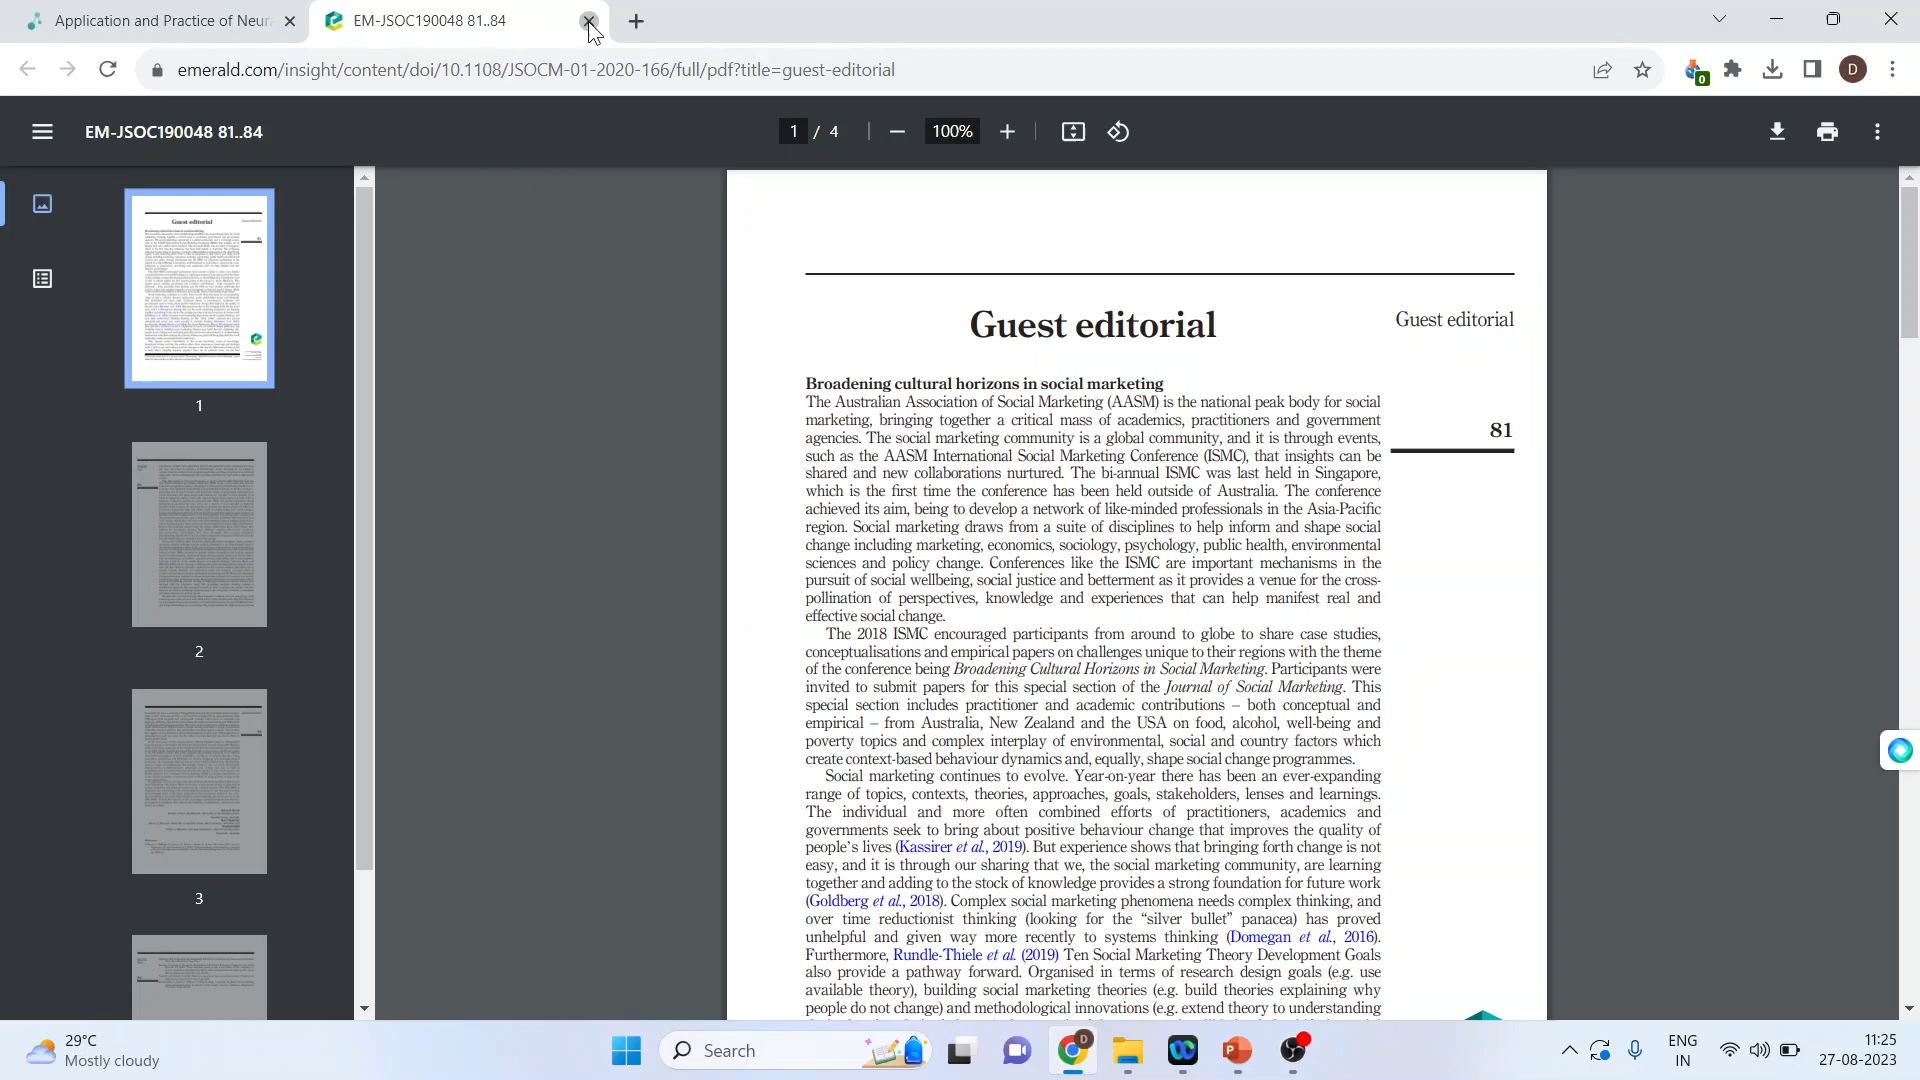 Application and Practice of Neur
EM-JSOC190048 81..84
emerald.com/insight/content/doi/10.1108/JSOCM-01-2020-166/full/pdf?title=guest-editorial
0
D
EM-JSOC190048 81..84
1 / 4
100%
1
2
3
Guest editorial
Guest editorial
81
Broadening cultural horizons in social marketing
The Australian Association of Social Marketing (AASM) is the national peak body for social
marketing, bringing together a critical mass of academics, practitioners and government
agencies. The social marketing community is a global community, and it is through events,
such as the AASM International Social Marketing Conference (ISMC), that insights can be
shared and new collaborations nurtured. The bi-annual ISMC was last held in Singapore,
which is the first time the conference has been held outside of Australia. The conference
achieved its aim, being to develop a network of like-minded professionals in the Asia-Pacific
region. Social marketing draws from a suite of disciplines to help inform and shape social
change including marketing, economics, sociology, psychology, public health, environmental
sciences and policy change. Conferences like the ISMC are important mechanisms in the
pursuit of social wellbeing, social justice and betterment as it provides a venue for the cross-
pollination of perspectives, knowledge and experiences that can help manifest real and
effective social change.
The 2018 ISMC encouraged participants from around to globe to share case studies,
conceptualisations and empirical papers on challenges unique to their regions with the theme
of the conference being Broadening Cultural Horizons in Social Marketing. Participants were
invited to submit papers for this special section of the Journal of Social Marketing. This
special section includes practitioner and academic contributions – both conceptual and
empirical – from Australia, New Zealand and the USA on food, alcohol, well-being and
poverty topics and complex interplay of environmental, social and country factors which
create context-based behaviour dynamics and, equally, shape social change programmes.
Social marketing continues to evolve. Year-on-year there has been an ever-expanding
range of topics, contexts, theories, approaches, goals, stakeholders, lenses and learnings.
The individual and more often combined efforts of practitioners, academics and
governments seek to bring about positive behaviour change that improves the quality of
people's lives (Kassirer et al., 2019). But experience shows that bringing forth change is not
easy, and it is through our sharing that we, the social marketing community, are learning
together and adding to the stock of knowledge provides a strong foundation for future work
(Goldberg et al., 2018). Complex social marketing phenomena needs complex thinking, and
over time reductionist thinking (looking for the “silver bullet” panacea) has proved
unhelpful and given way more recently to systems thinking (Domegan et al., 2016).
Furthermore, Rundle-Thiele et al. (2019) Ten Social Marketing Theory Development Goals
also provide a pathway forward. Organised in terms of research design goals (e.g. use
available theory), building social marketing theories (e.g. build theories explaining why
people do not change) and methodological innovations (e.g. extend theory to understanding
29°C
Mostly cloudy
Search
D
ENG
IN
11:25
27-08-2023